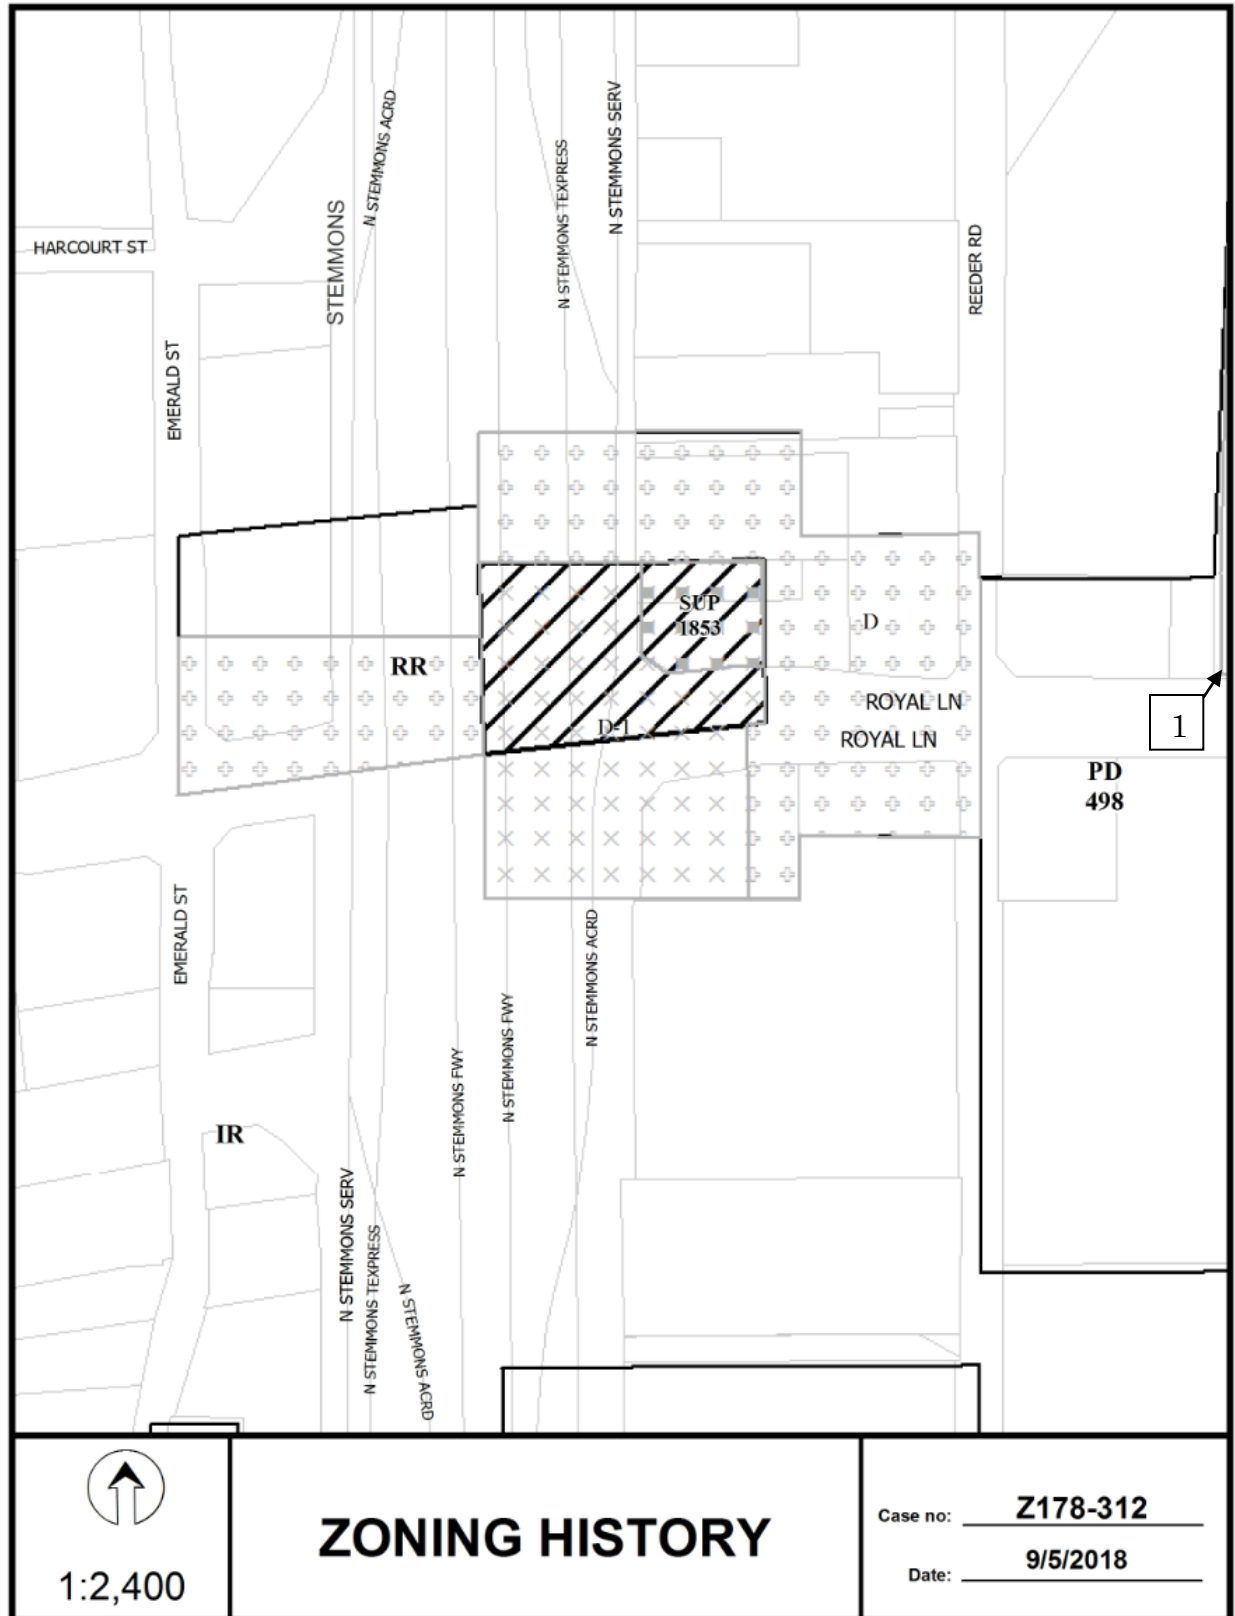 N STEMMONS ACRD
N STEMMONS TEXPRESS
N STEMMONS SERV
STEMMONS
HARCOURT ST
REEDER RD
EMERALD ST
SUP
1853
D
RR
ROYAL LN
D-1
ROYAL LN
1
PD
498
EMERALD ST
N STEMMONS ACRD
N STEMMONS FWY
N STEMMONS FWY
IR
N STEMMONS SERV
N STEMMONS TEXPRESS
N STEMMONS ACRD
1:2,400
ZONING HISTORY
Case no: Z178-312
Date: 9/5/2018